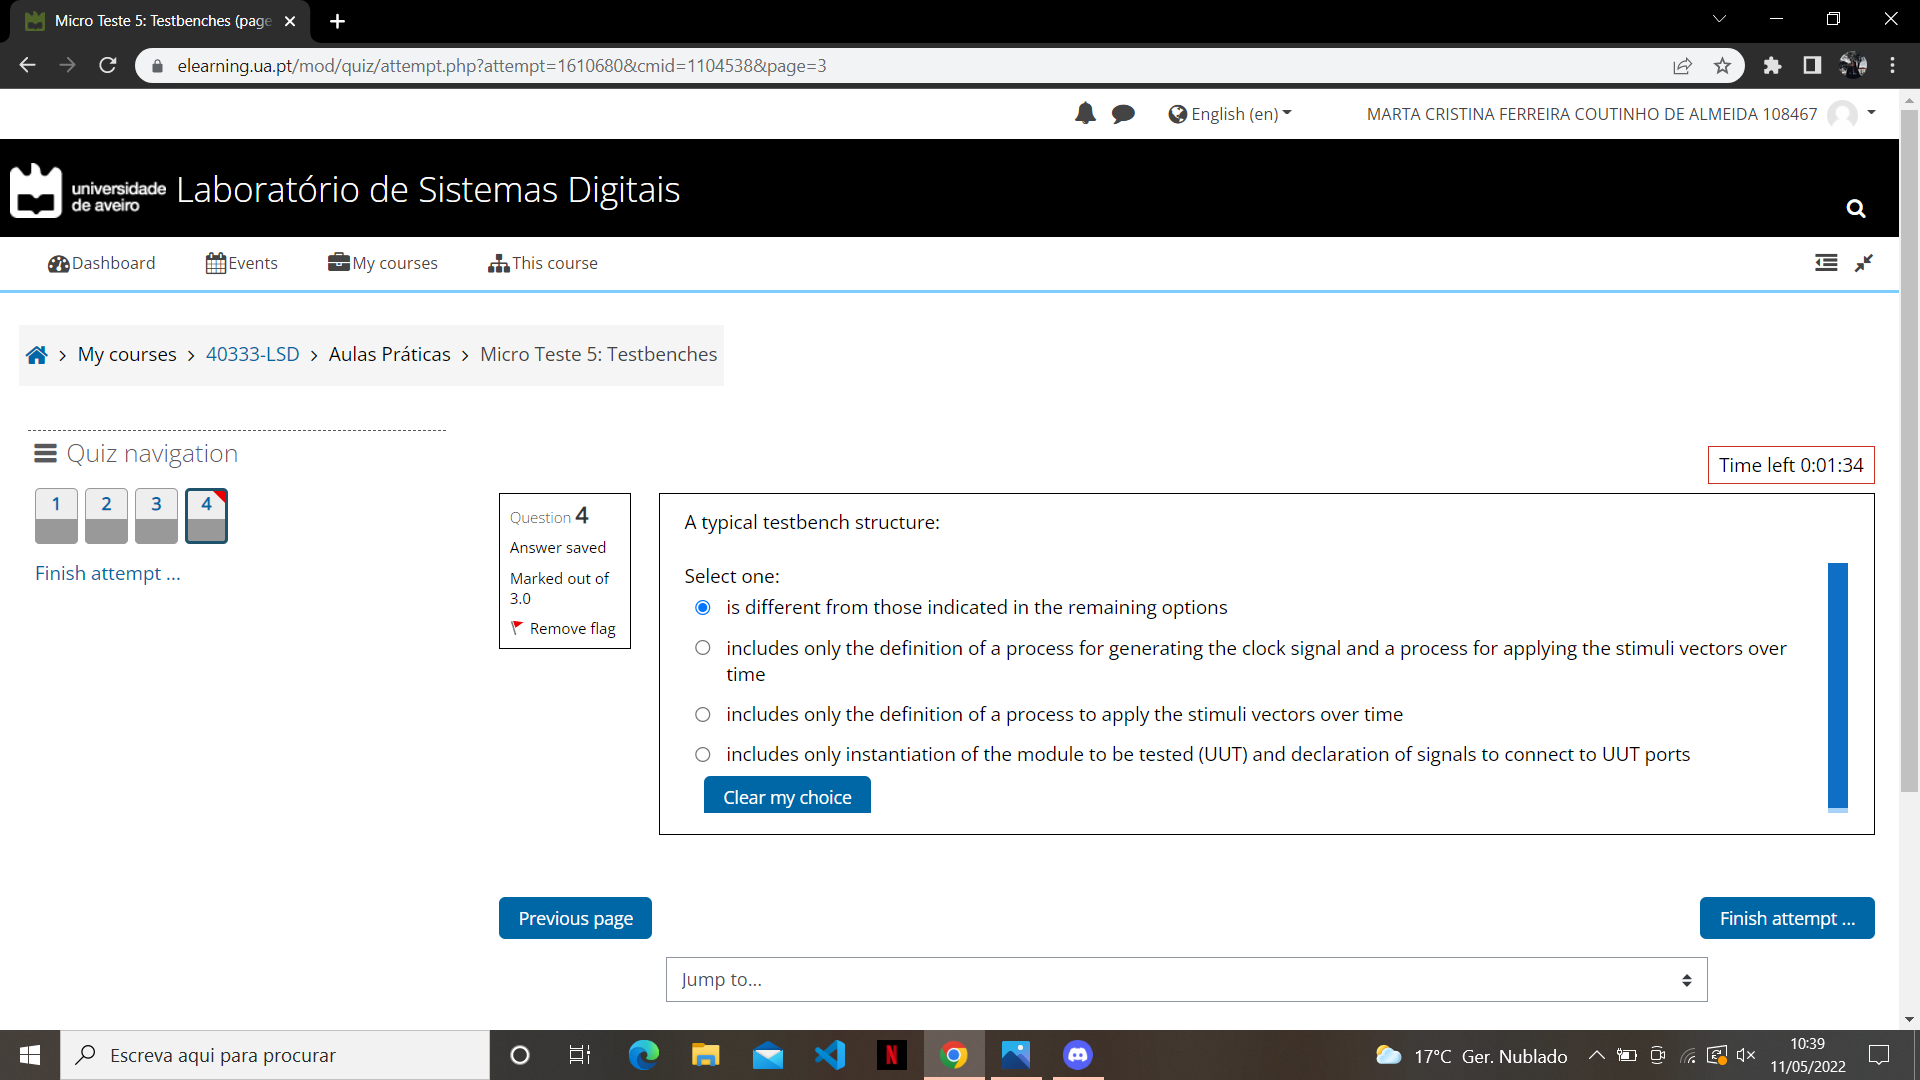 Micro Teste 5: Testbenches (page
elearning.ua.pt/mod/quiz/attempt.php?attempt=1610680&cmid=1104538&page=3
English (en)
MARTA CRISTINA FERREIRA COUTINHO DE ALMEIDA 108467
universidade
de aveiro
Laboratório de Sistemas Digitais
Dashboard
Events
My courses
This course
My courses > 40333-LSD > Aulas Práticas > Micro Teste 5: Testbenches
Quiz navigation
1 2 3 4
Finish attempt ...
Time left 0:01:34
Question 4
Answer saved
Marked out of
3.0
Remove flag
A typical testbench structure:
Select one:
is different from those indicated in the remaining options
includes only the definition of a process for generating the clock signal and a process for applying the stimuli vectors over
time
includes only the definition of a process to apply the stimuli vectors over time
includes only instantiation of the module to be tested (UUT) and declaration of signals to connect to UUT ports
Clear my choice
Previous page
Finish attempt ...
Jump to...
Escreva aqui para procurar
N
17°C Ger. Nublado
10:39
11/05/2022